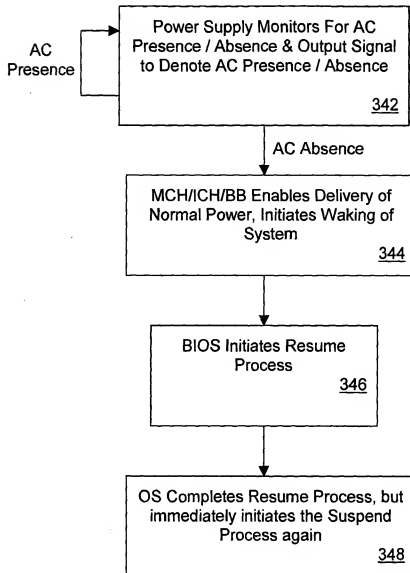 AC
Presence
Power Supply Monitors For AC
Presence / Absence & Output Signal
to Denote AC Presence / Absence
342
AC Absence
MCH/ICH/BB Enables Delivery of
Normal Power, Initiates Waking of
System
344
BIOS Initiates Resume
Process
346
OS Completes Resume Process, but
immediately initiates the Suspend
Process again
348